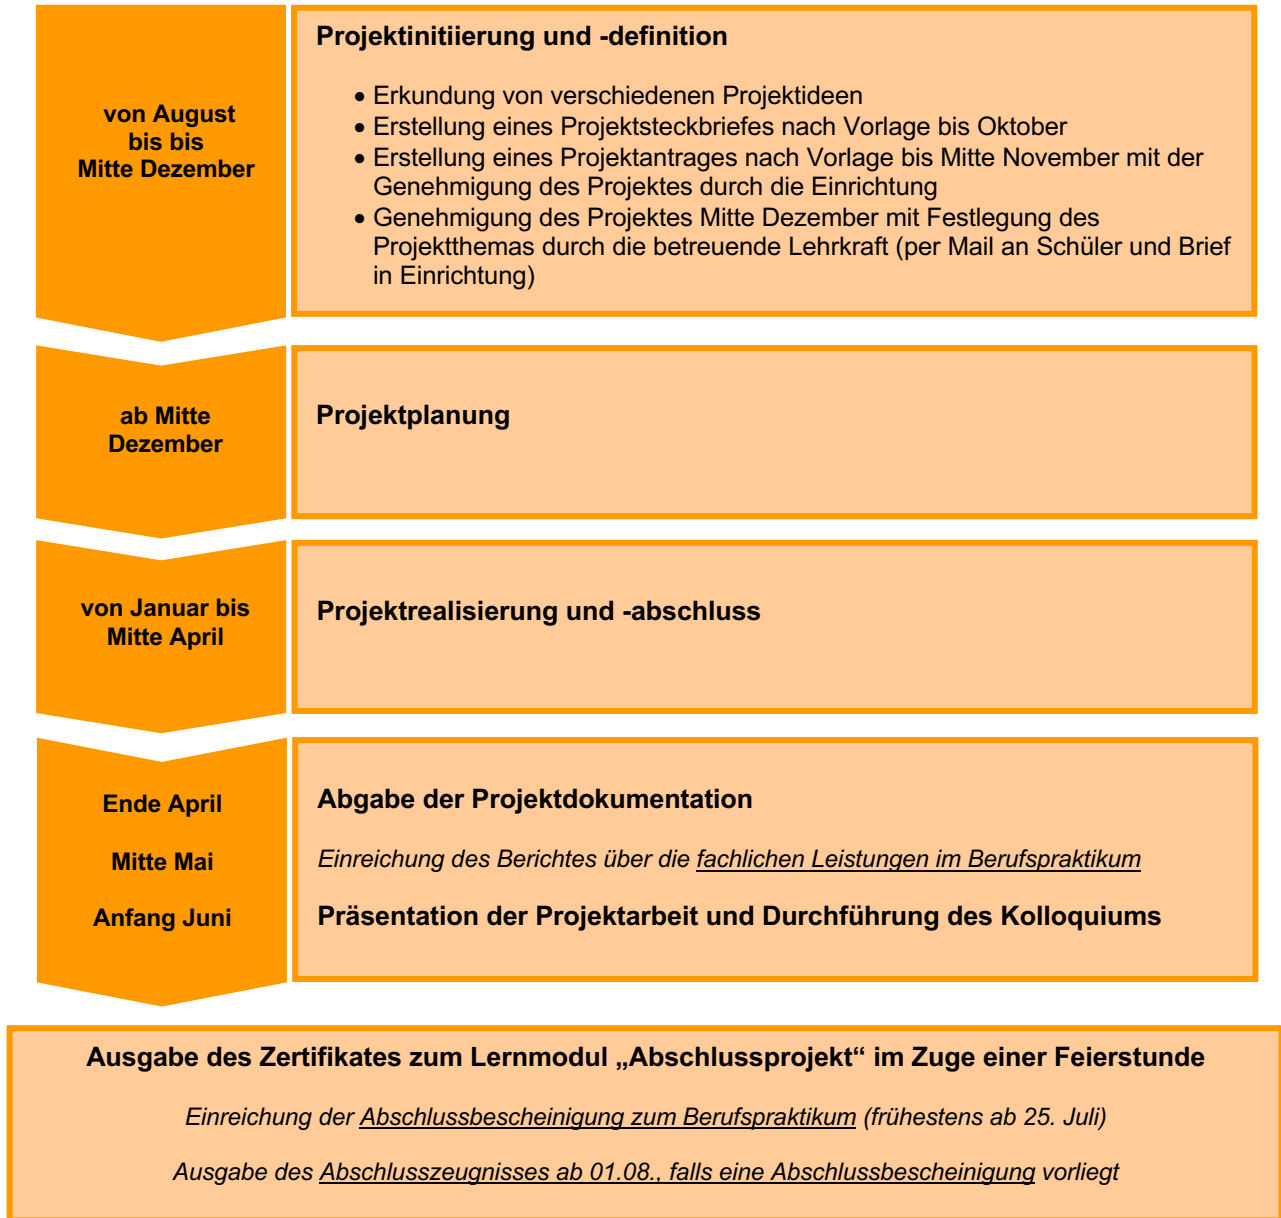 von August
bis bis
Mitte Dezember
Projektinitiierung und -definition
• Erkundung von verschiedenen Projektideen
• Erstellung eines Projektsteckbriefes nach Vorlage bis Oktober
• Erstellung eines Projektantrages nach Vorlage bis Mitte November mit der
Genehmigung des Projektes durch die Einrichtung
• Genehmigung des Projektes Mitte Dezember mit Festlegung des
Projektthemas durch die betreuende Lehrkraft (per Mail an Schüler und Brief
in Einrichtung)
ab Mitte
Dezember
Projektplanung
von Januar bis
Mitte April
Projektrealisierung und -abschluss
Ende April
Abgabe der Projektdokumentation
Mitte Mai
Einreichung des Berichtes über die fachlichen Leistungen im Berufspraktikum
Anfang Juni
Präsentation der Projektarbeit und Durchführung des Kolloquiums
Ausgabe des Zertifikates zum Lernmodul „Abschlussprojekt“ im Zuge einer Feierstunde
Einreichung der Abschlussbescheinigung zum Berufspraktikum (frühestens ab 25. Juli)
Ausgabe des Abschlusszeugnisses ab 01.08., falls eine Abschlussbescheinigung vorliegt